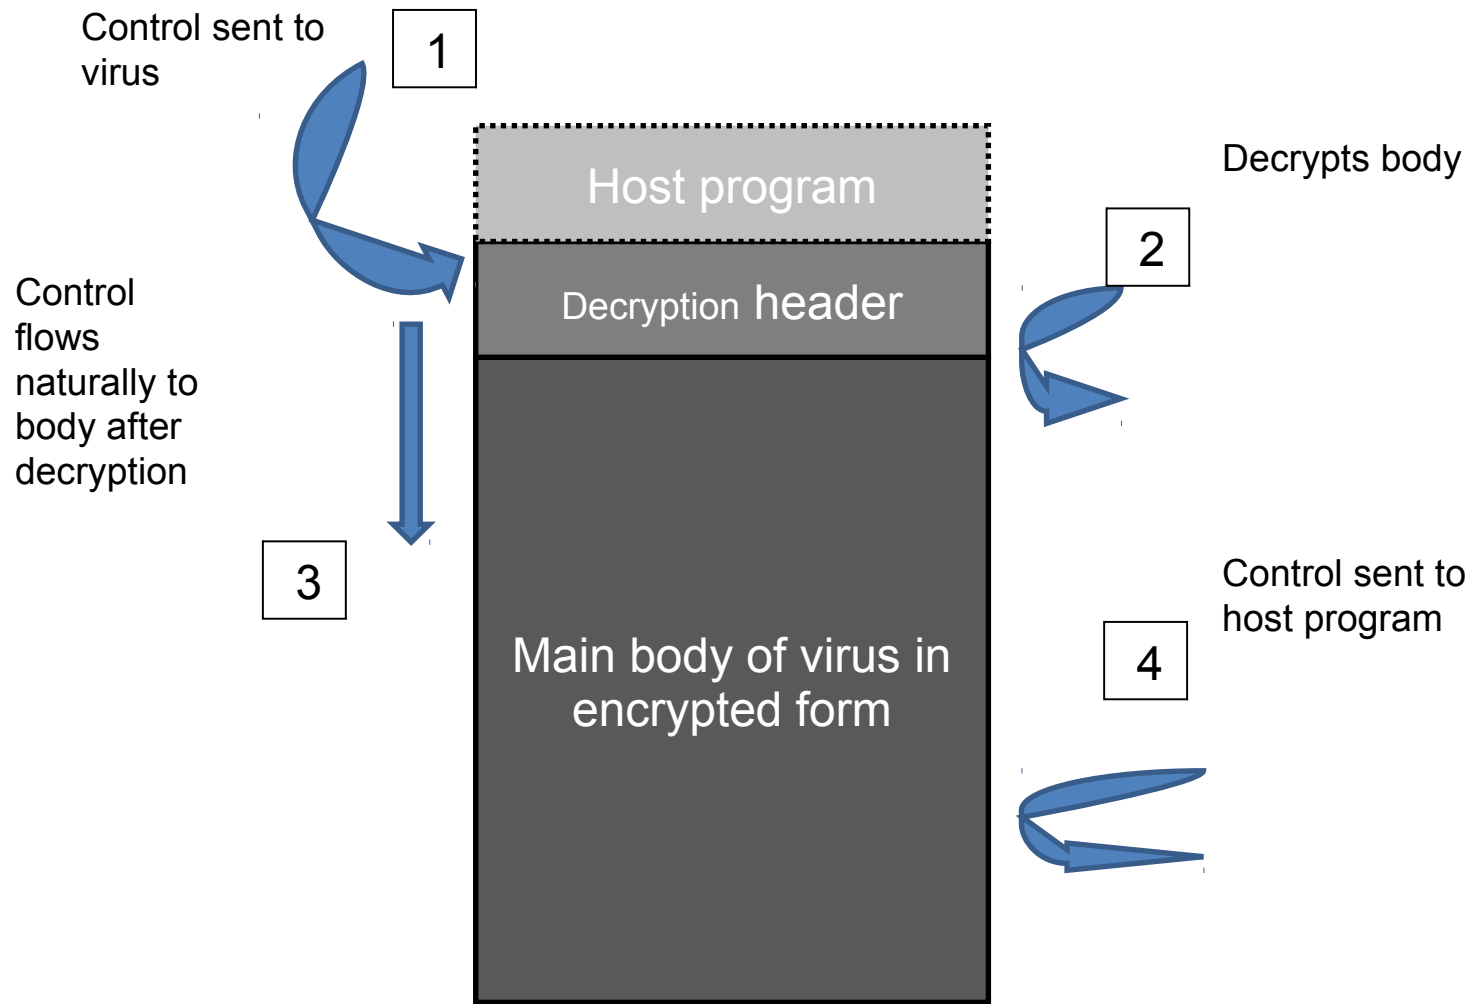 Control sent to
virus
1
Host program
Decrypts body
2
Decryption header
Control
flows
naturally to
body after
decryption
3
Control sent to
host program
4
Main body of virus in
encrypted form